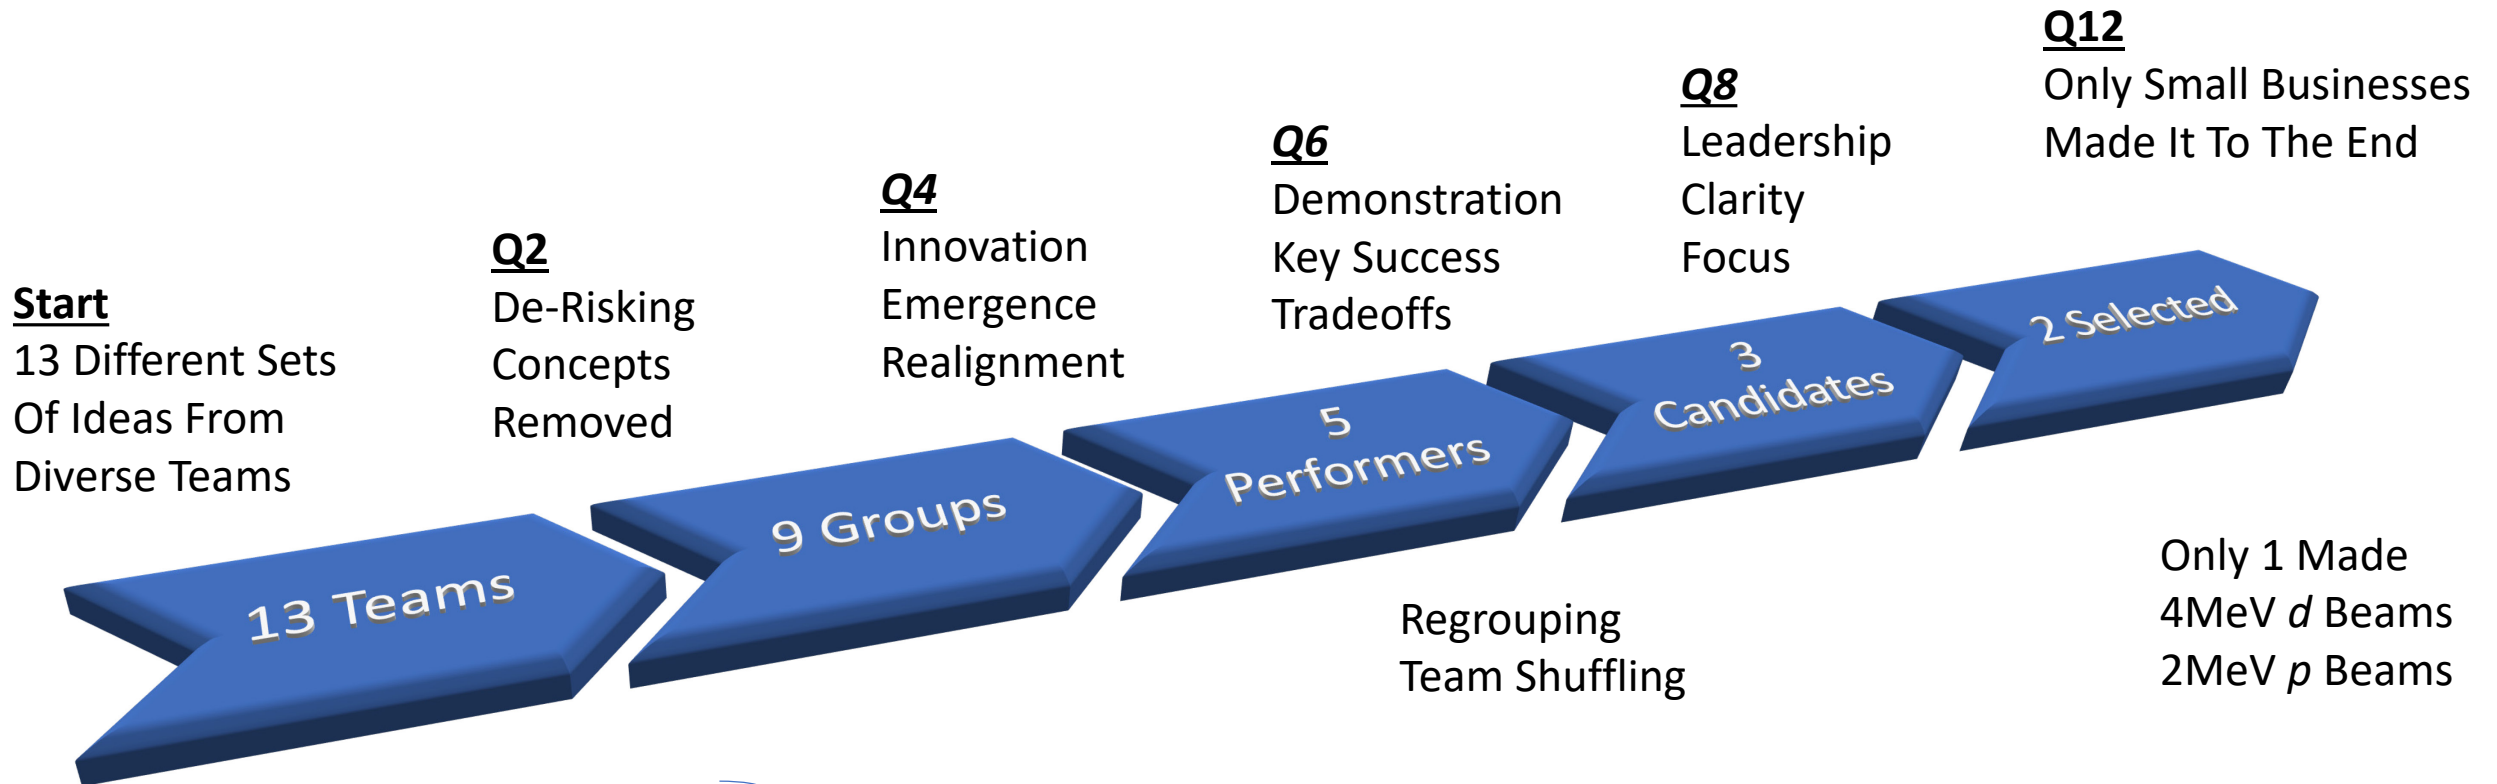 Start
13 Different Sets
Of Ideas From
Diverse Teams
Q2
De-Risking
Concepts
Removed
Q4
Innovation
Emergence
Realignment
Q6
Demonstration
Key Success
Tradeoffs
Q8
Leadership
Clarity
Focus
Q12
Only Small Businesses
Made It To The End
13 Teams
9 Groups
5
Performers
3
Candidates
2 Selected
Regrouping
Team Shuffling
Only 1 Made
4MeV d Beams
2MeV p Beams